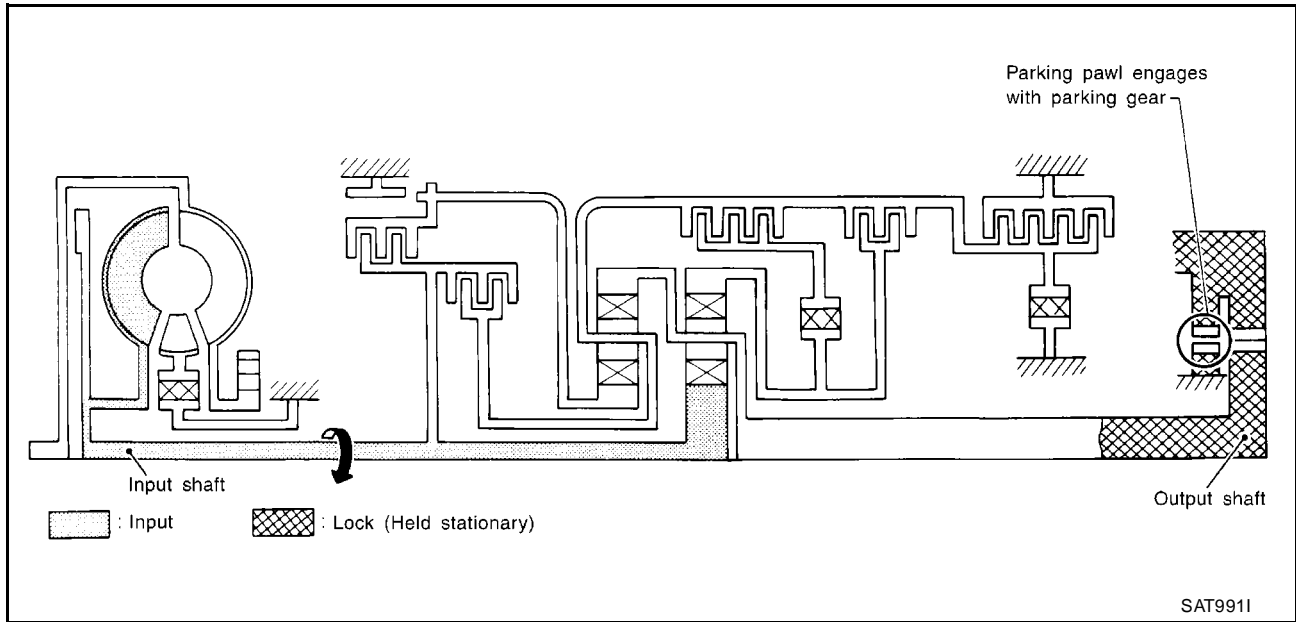 Parking pawl engages
with parking gear
Input shaft
Output shaft
: Input
: Lock (Held stationary)
SAT991I